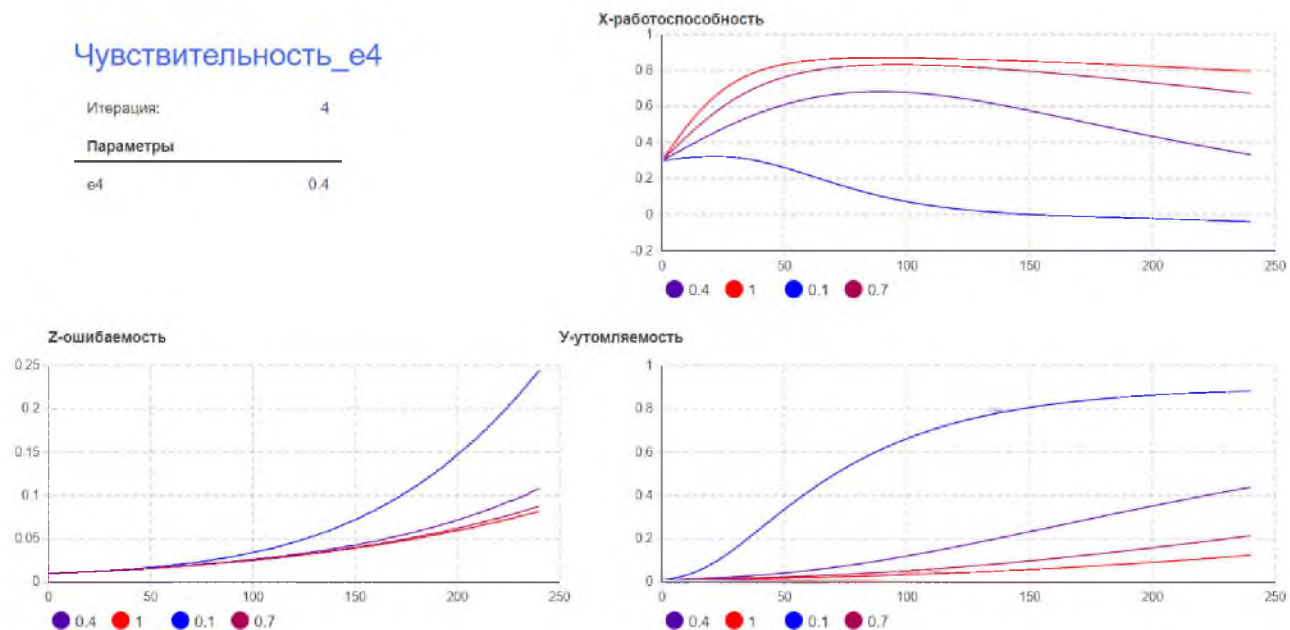 Чувствительность_e4
Итерация: 4
Параметры
e4 0.4
X-работоспособность
1
0.8
0.6
0.4
0.2
0
-0.2
0 50 100 150 200 250
0.4 1 0.1 0.7
Z-ошибаемость
0.25
0.2
0.15
0.1
0.05
0
0 50 100 150 200 250
0.4 1 0.1 0.7
У-утомляемость
1
0.8
0.6
0.4
0.2
0
0 50 100 150 200 250
0.4 1 0.1 0.7